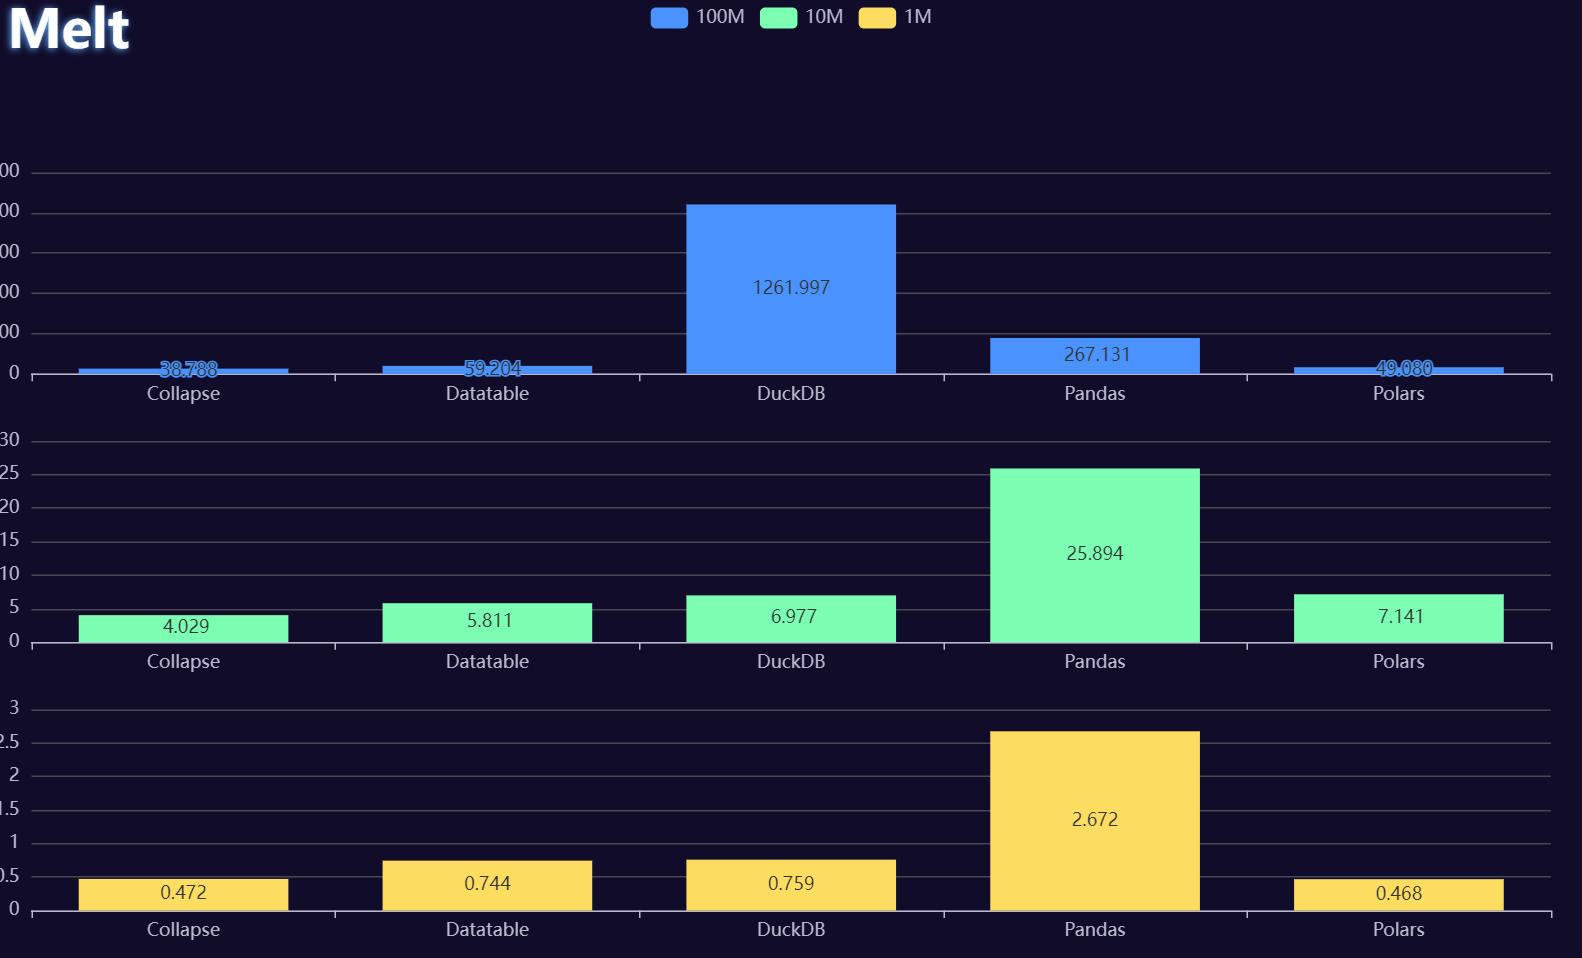 Melt
100M 10M 1M
00
00
00
00
00
0
38.788 59.204 1261.997 267.131 49.080
Collapse Datatable DuckDB Pandas Polars
30
25
20
15
10
5
0
4.029 5.811 6.977 25.894 7.141
Collapse Datatable DuckDB Pandas Polars
3
2.5
2
1.5
1
0.5
0
0.472 0.744 0.759 2.672 0.468
Collapse Datatable DuckDB Pandas Polars